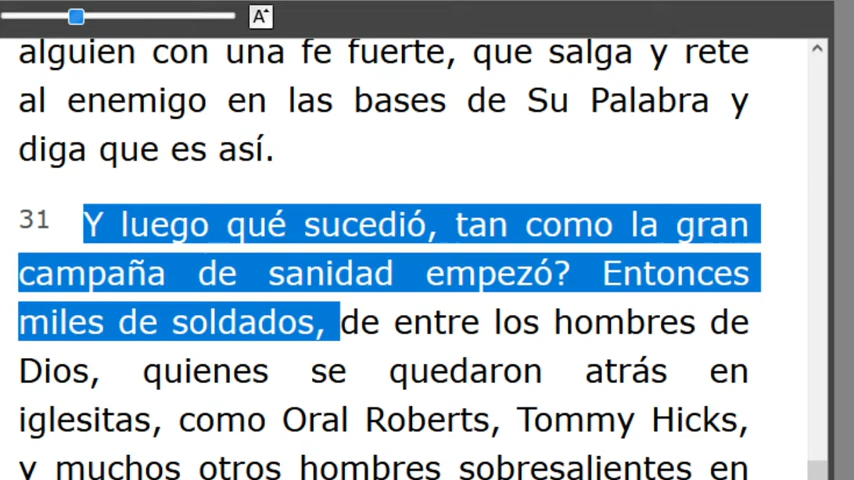 A
alguien con una fe fuerte, que salga y rete
al enemigo en las bases de Su Palabra y
diga que es así.
31 Y luego qué sucedió, tan como la gran
campaña de sanidad empezó? Entonces
miles de soldados, de entre los hombres de
Dios, quienes se quedaron atrás en
iglesitas, como Oral Roberts, Tommy Hicks,
y muchos otros hombres sobresalientes en